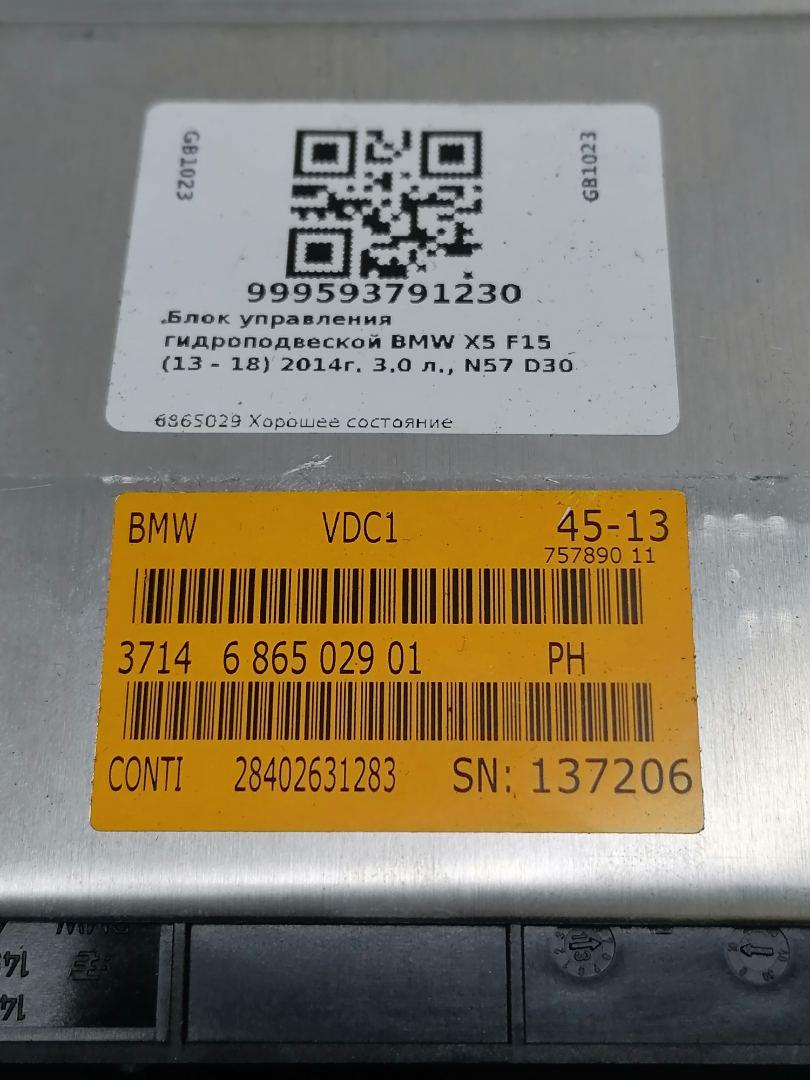 GB1023
GB1023
999593791230
Блок управления
гидроподвеской BMW X5 F15
(13 - 18) 2014г. 3.0 л., N57 D30
6865029 Хорошее состояние
BMW VDC1 45-13
757890 11
3714 6 865 029 01 PH
CONTI 28402631283 SN: 137206